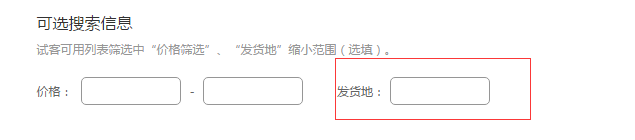 可选搜索信息
试客可用列表筛选中“价格筛选”、“发货地”缩小范围（选填）。
价格： - 发货地：